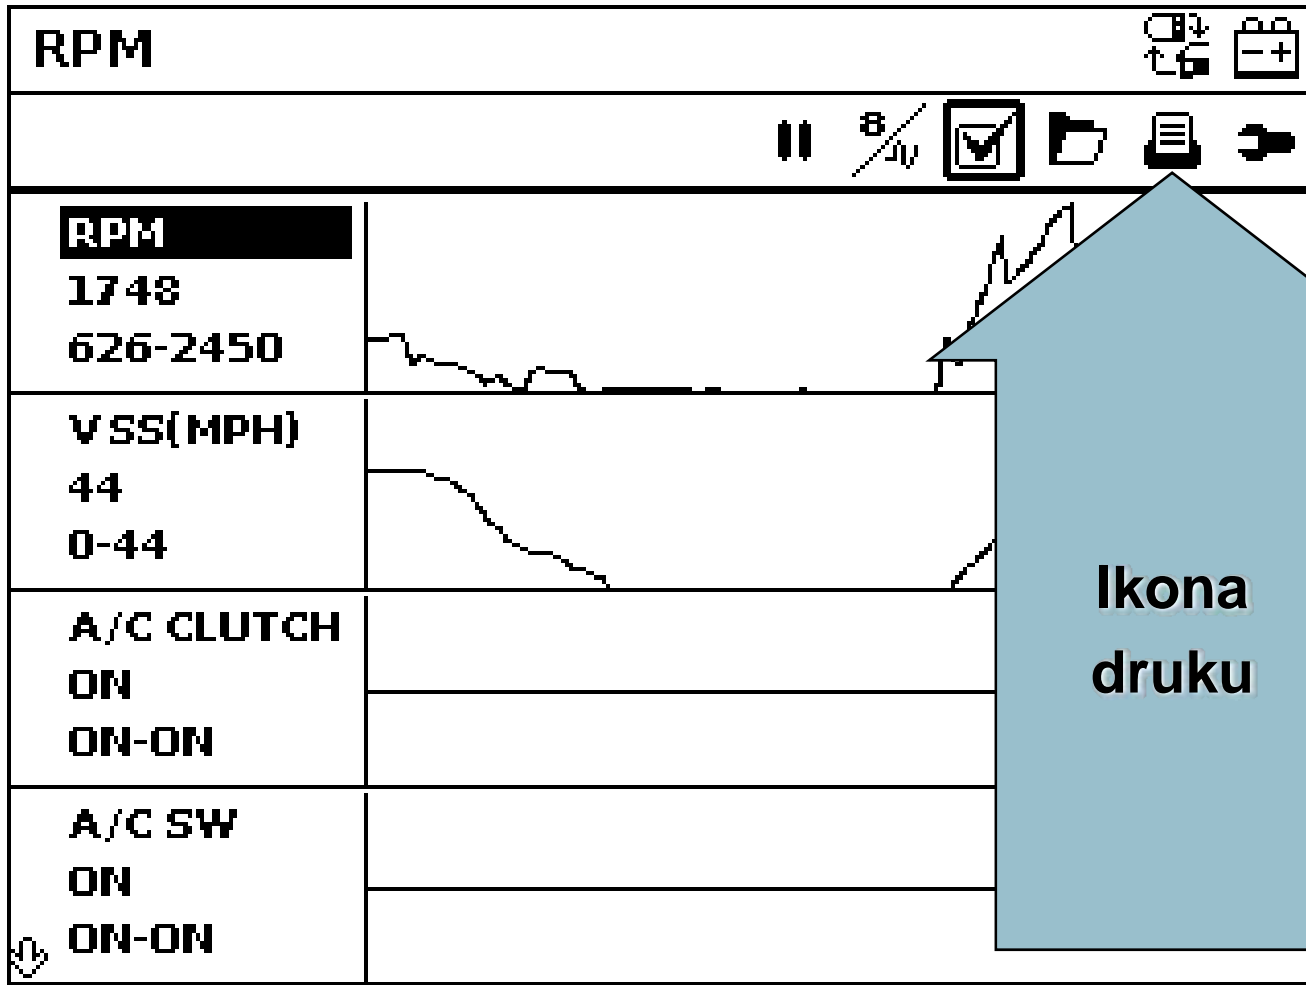 RPM
8
RPM
1748
626-2450
VSS(MPH)
44
0-44
A/C CLUTCH
ON
ON-ON
A/C SW
ON
ON-ON
Ikona
druku